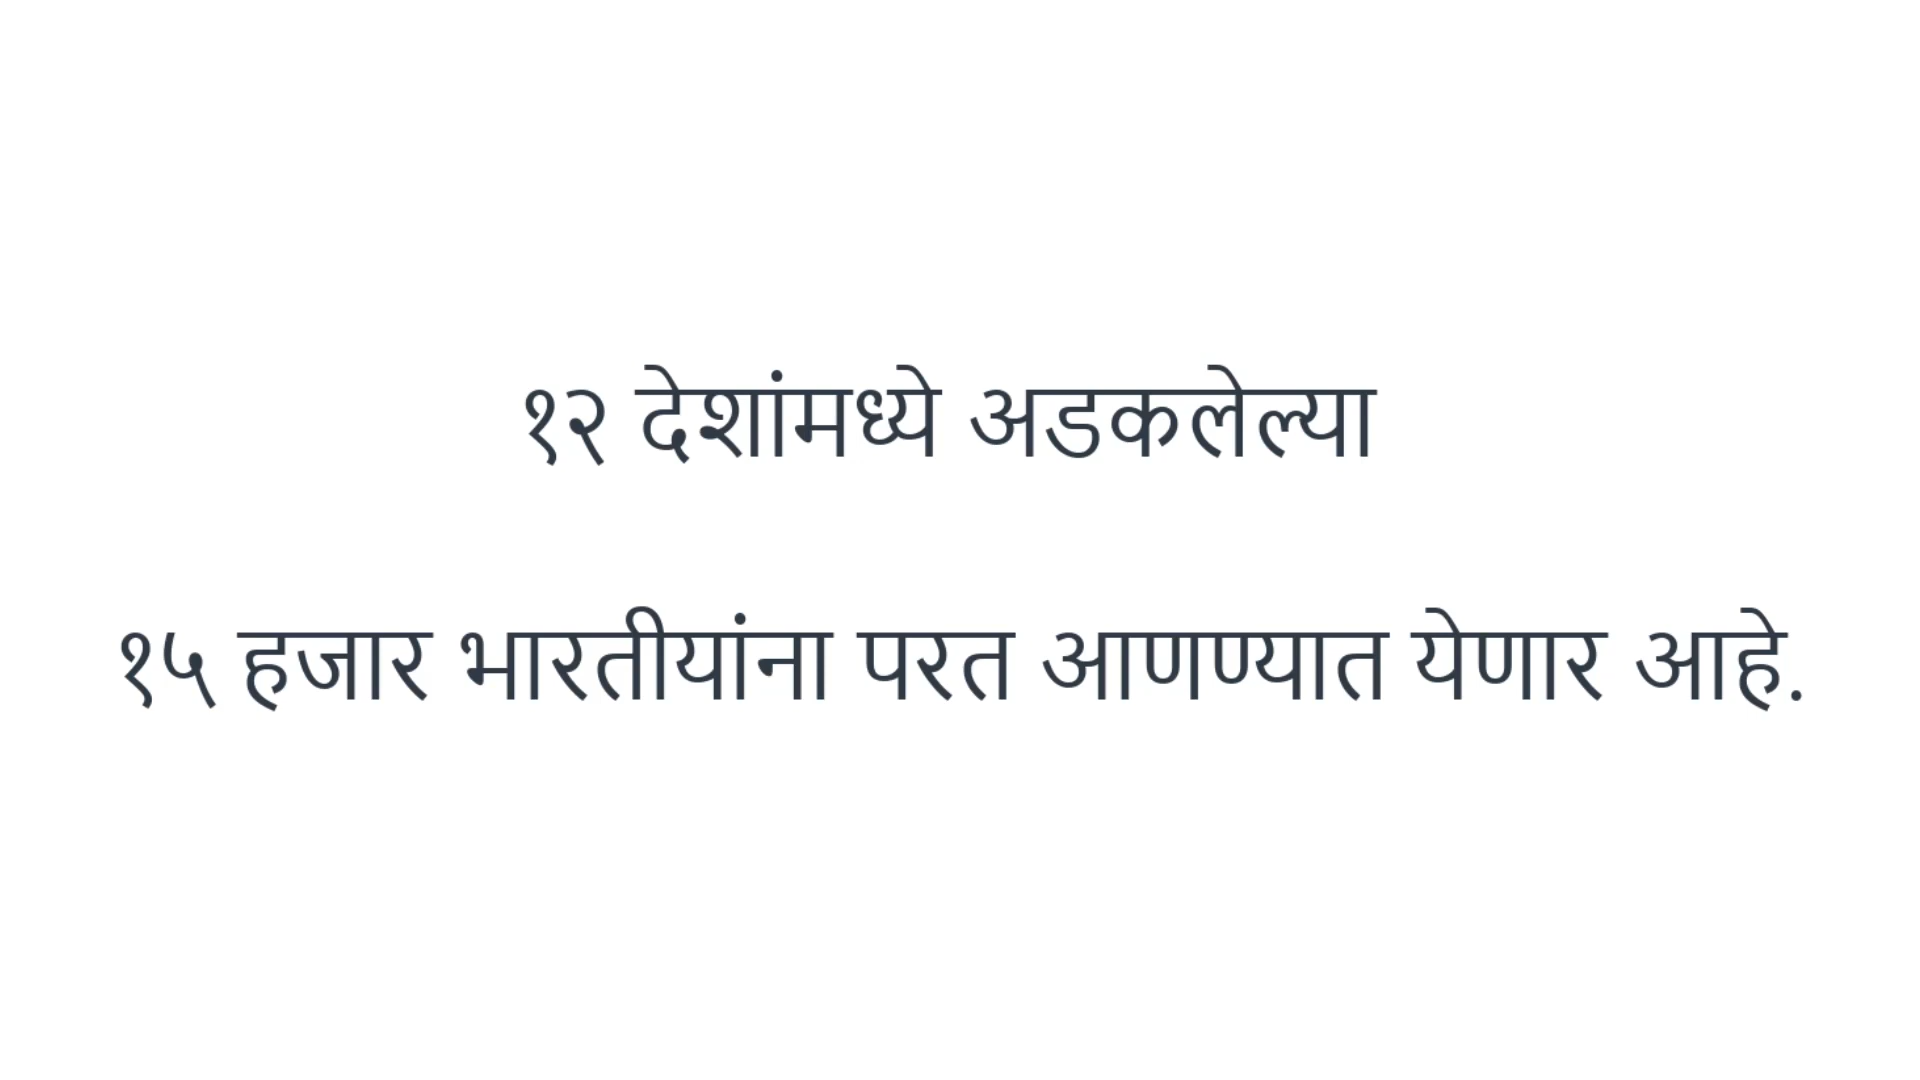 १२ देशांमध्ये अडकलेल्या
१५ हजार भारतीयांना परत आणण्यात येणार आहे.